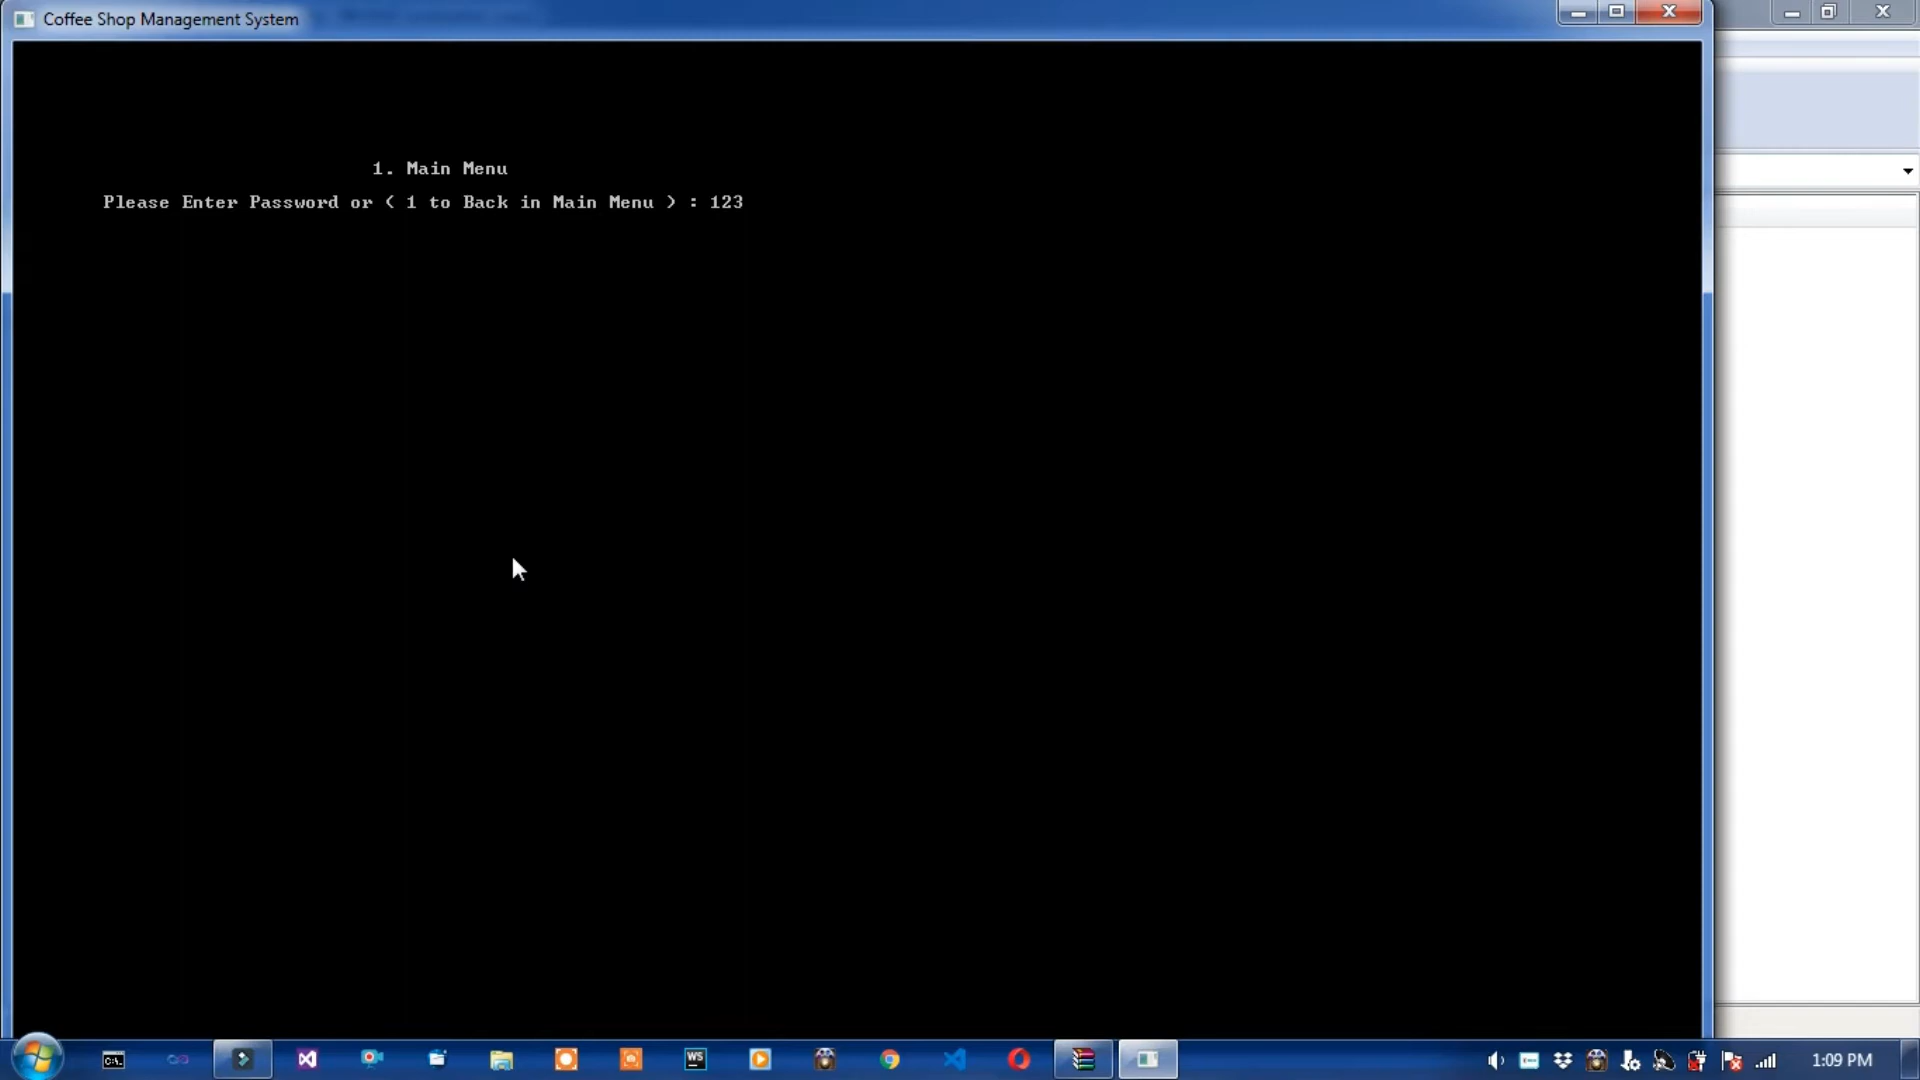 Coffee Shop Management System
1. Main Menu
Please Enter Password or ( 1 to Back in Main Menu ) : 123
C:\.
WS
1:09 PM